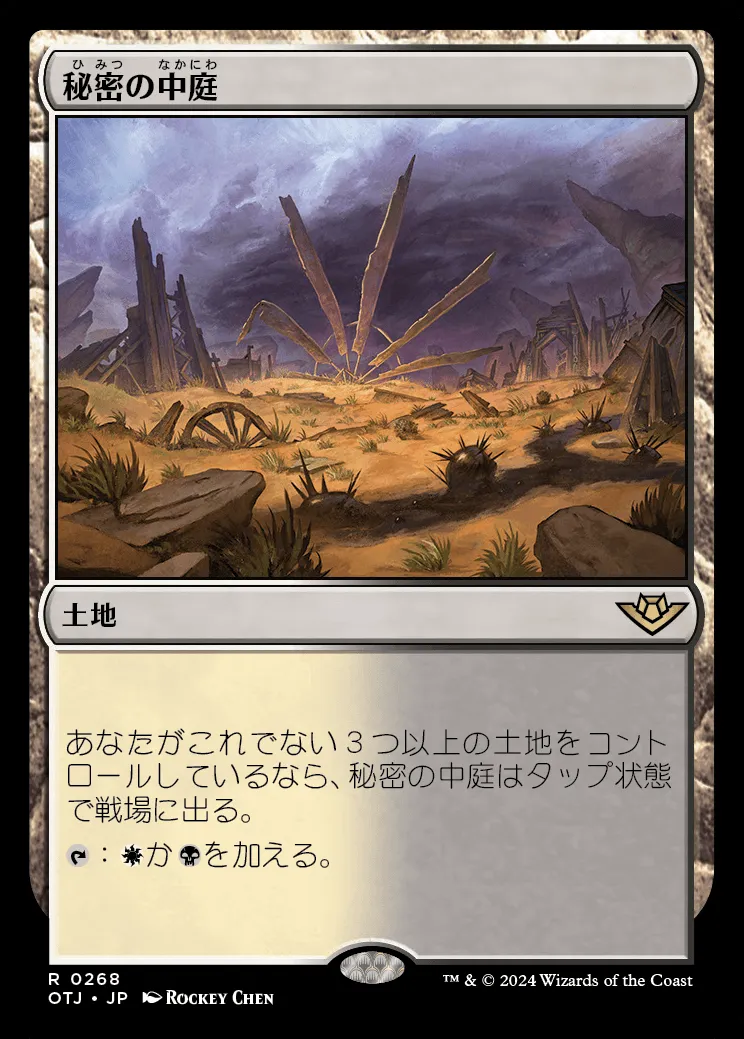 ひみつ なかにわ
秘密の中庭
土地
あなたがこれでない3つ以上の土地をコント
ロールしているなら、秘密の中庭はタップ状態
で戦場に出る。
:かを加える。
R 0268
OTJ • JP Rockey Chen
™ & © 2024 Wizards of the Coast